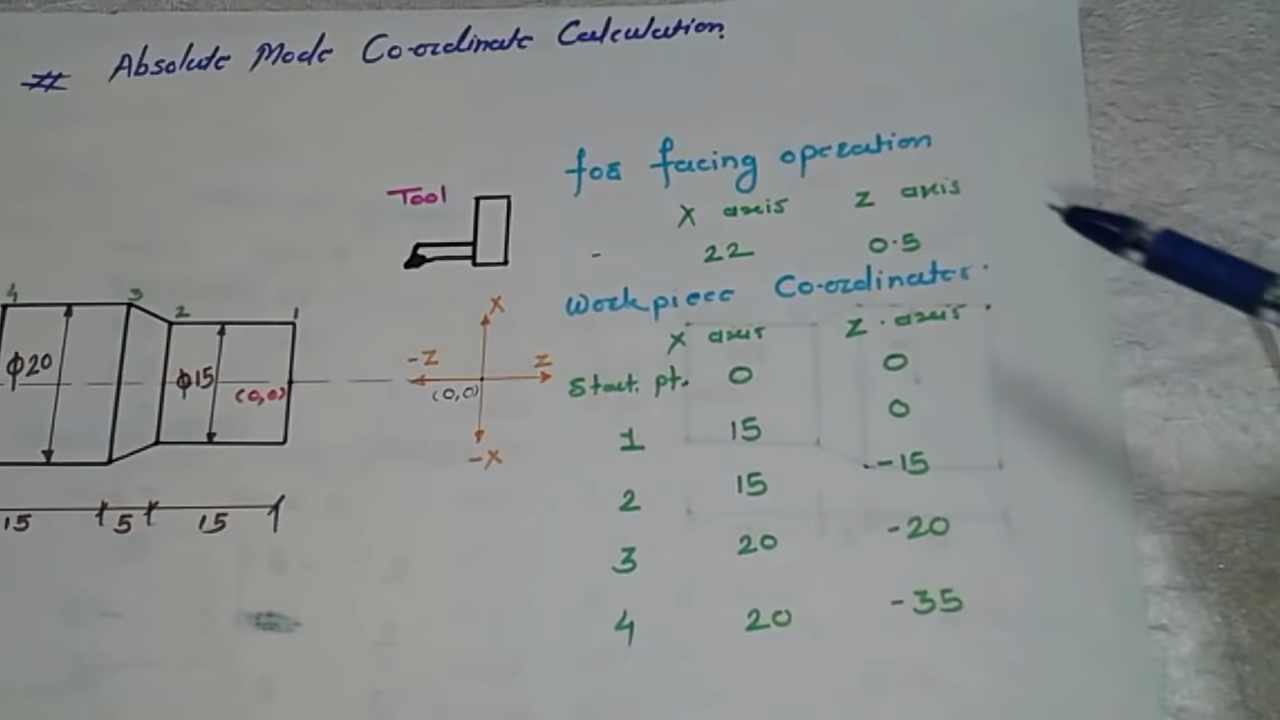 # Absolute Mode Co-ordinate Calculation.
for facing operation
X axis Z axis
- 22 0.5
Workpiece Co-ordinates.
X axis Z. axis.
Start. pt. 0 0
1 15 0
2 15 -15
3 20 -20
4 20 -35
Tool
X
-Z Z
(0,0)
-X
4 3 2 1
φ20 φ15 (0,0)
15 5 15